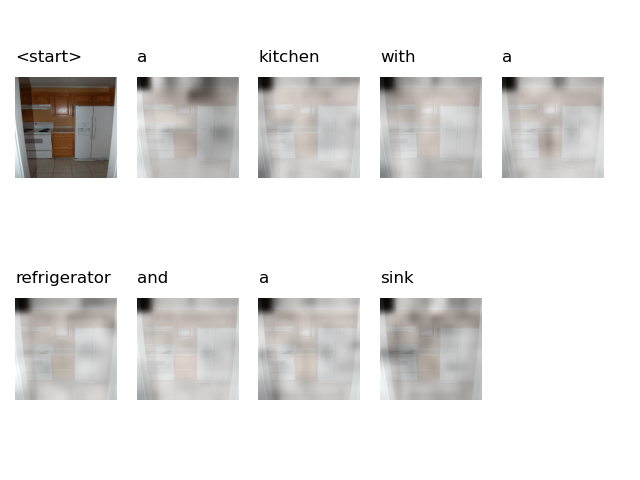 <start> a kitchen with a
refrigerator and a sink